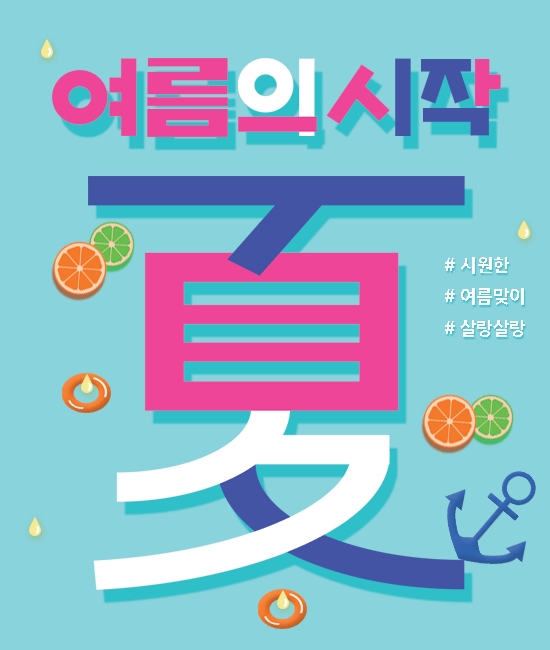 여름의 시작
夏
# 시원한
# 여름맞이
# 살랑살랑